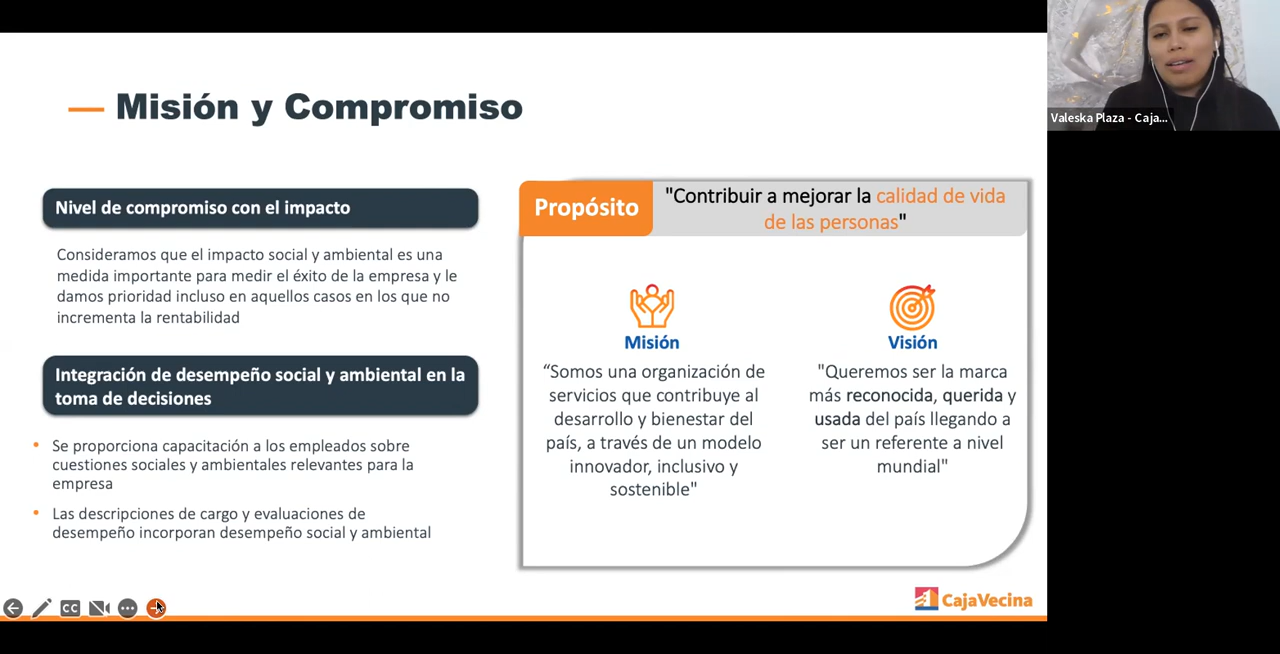 Misión y Compromiso
Nivel de compromiso con el impacto
Consideramos que el impacto social y ambiental es una
medida importante para medir el éxito de la empresa y le
damos prioridad incluso en aquellos casos en los que no
incrementa la rentabilidad
Integración de desempeño social y ambiental en la
toma de decisiones
• Se proporciona capacitación a los empleados sobre
cuestiones sociales y ambientales relevantes para la
empresa
• Las descripciones de cargo y evaluaciones de
desempeño incorporan desempeño social y ambiental
Propósito
"Contribuir a mejorar la calidad de vida
de las personas"
Misión
“Somos una organización de
servicios que contribuye al
desarrollo y bienestar del
país, a través de un modelo
innovador, inclusivo y
sostenible"
Visión
"Queremos ser la marca
más reconocida, querida y
usada del país llegando a
ser un referente a nivel
mundial"
CajaVecina
CC
Valeska Plaza - Caja...